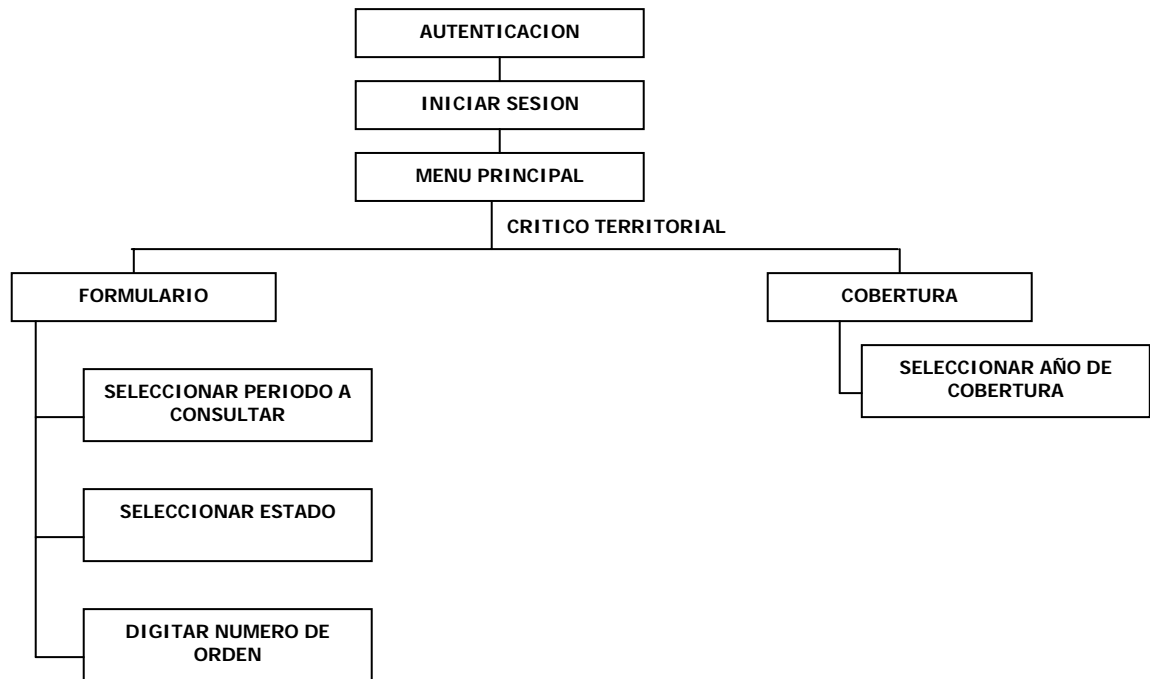 AUTENTICACION
INICIAR SESION
MENU PRINCIPAL
CRITICO TERRITORIAL
FORMULARIO
COBERTURA
SELECCIONAR PERIODO A
CONSULTAR
SELECCIONAR AÑO DE
COBERTURA
SELECCIONAR ESTADO
DIGITAR NUMERO DE
ORDEN